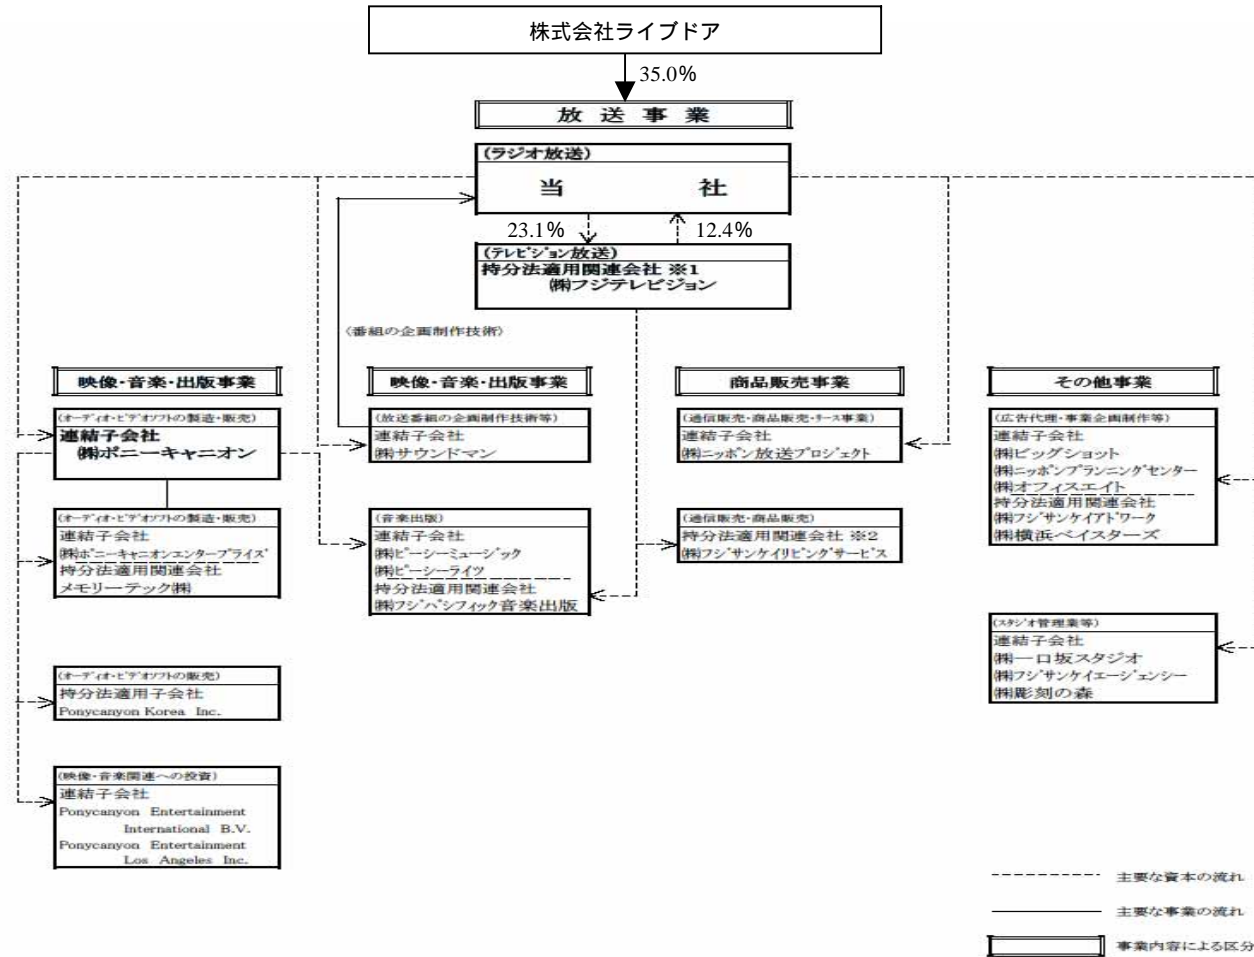 株式会社ライブドア
35.0%
放送事業
(ラジオ放送)
当社
23.1%
12.4%
(テレビジョン放送)
持分法適用関連会社 ※1
㈱フジテレビジョン
〈番組の企画制作技術〉
映像・音楽・出版事業
(オーディオ・ビデオソフトの製造・販売)
連結子会社
㈱ポニーキャニオン
(オーディオ・ビデオソフトの製造・販売)
連結子会社
㈱ポニーキャニオンエンタープライズ
持分法適用関連会社
メモリーテック㈱
(オーディオ・ビデオソフトの販売)
持分法適用子会社
Ponycanyon Korea Inc.
(映像・音楽関連への投資)
連結子会社
Ponycanyon Entertainment
International B.V.
Ponycanyon Entertainment
Los Angeles Inc.
映像・音楽・出版事業
(放送番組の企画制作技術等)
連結子会社
㈱サウンドマン
(音楽出版)
連結子会社
㈱ピーシーミュージック
㈱ピーシーライツ
持分法適用関連会社
㈱フジパシフィック音楽出版
商品販売事業
(通信販売・商品販売・リース事業)
連結子会社
㈱ニッポン放送プロジェクト
(通信販売・商品販売)
持分法適用関連会社 ※2
㈱フジサンケイリビングサービス
その他事業
(広告代理・事業企画制作等)
連結子会社
㈱ビッグショット
㈱ニッポンプランニングセンター
㈱オフィスエイト
持分法適用関連会社
㈱フジサンケイアドワーク
㈱横浜ベイスターズ
(スタジオ管理業等)
連結子会社
㈱一口坂スタジオ
㈱フジサンケイエージェンシー
㈱彫刻の森
主要な資本の流れ
主要な事業の流れ
事業内容による区分